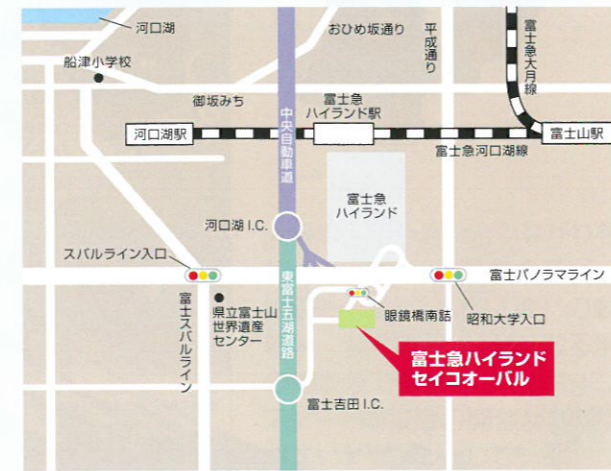 河口湖
おひめ坂通り
平成通り
富士急大月線
船津小学校
御坂みち
中央自動車道
富士急
ハイランド駅
河口湖駅
富士山駅
富士急河口湖線
富士急
ハイランド
河口湖 I.C.
スバルライン入口
富士パノラマライン
富士スバルライン
県立富士山
世界遺産
センター
東富士五湖道路
眼鏡橋南詰
昭和大学入口
富士急ハイランド
セイコオーバル
富士吉田 I.C.